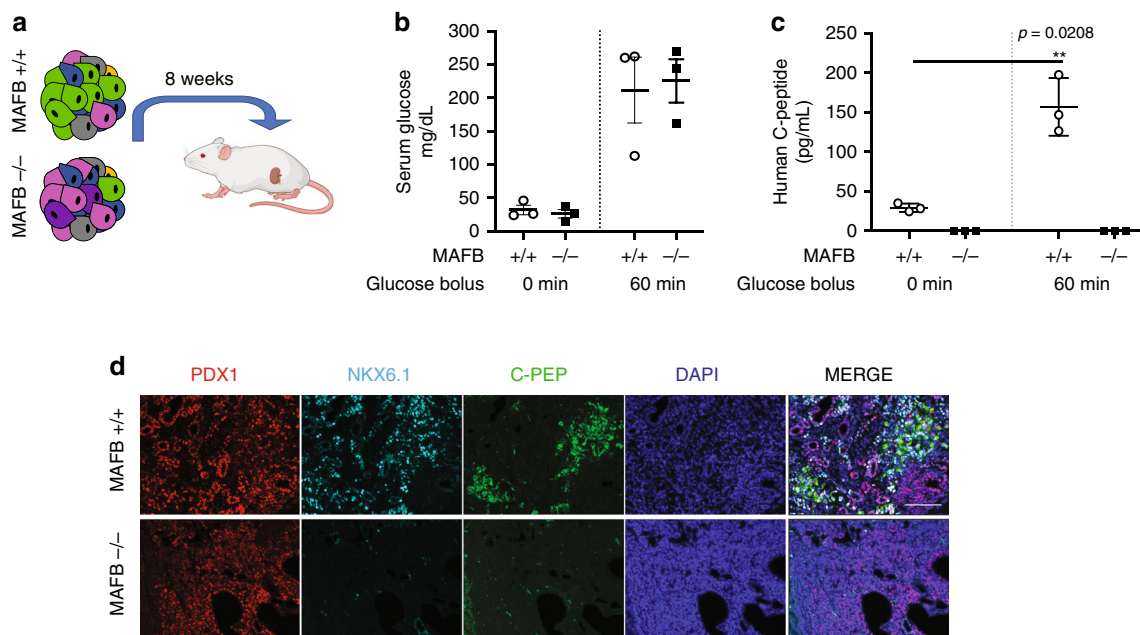 a
MAFB +/+
MAFB –/–
8 weeks
b
Serum glucose
mg/dL
300
250
200
150
100
50
0
MAFB +/+ –/– +/+ –/–
Glucose bolus 0 min 60 min
c
Human C-peptide
(pg/mL)
250
200
150
100
50
0
p = 0.0208
**
MAFB +/+ –/– +/+ –/–
Glucose bolus 0 min 60 min
d
PDX1 NKX6.1 C-PEP DAPI MERGE
MAFB +/+
MAFB –/–